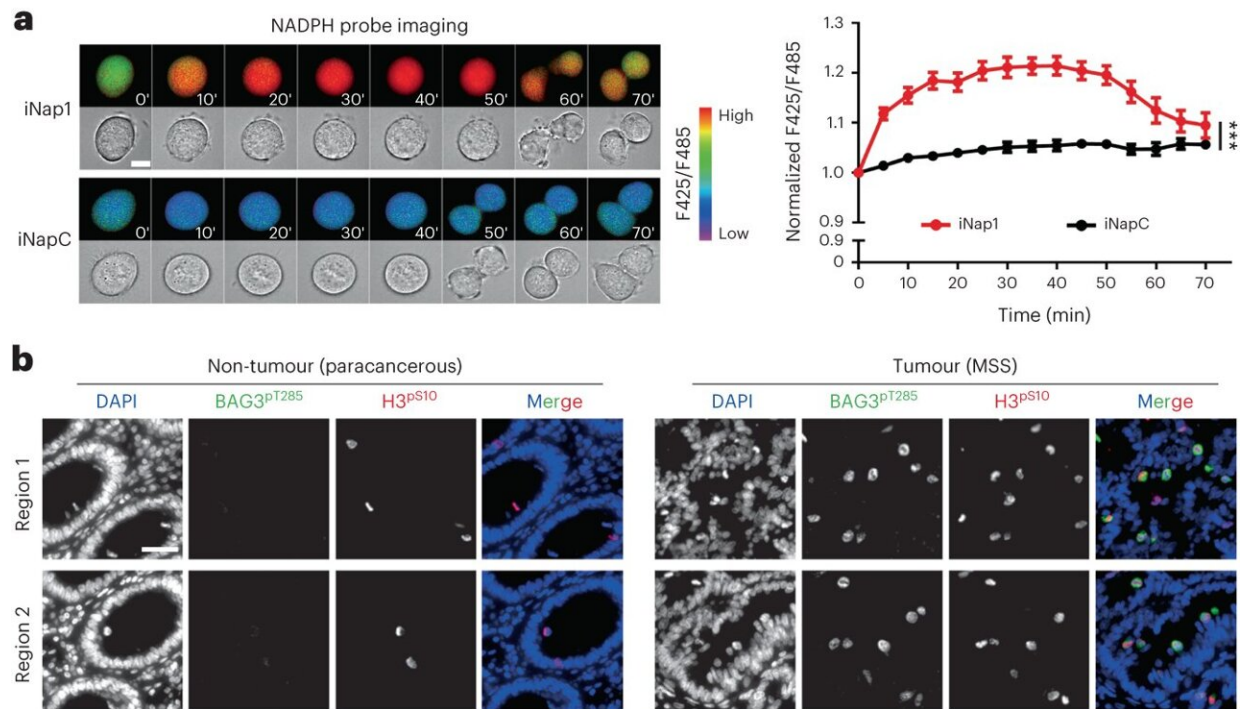 a
NADPH probe imaging
iNap1
0' 10' 20' 30' 40' 50' 60' 70'
iNapC
0' 10' 20' 30' 40' 50' 60' 70'
F425/F485
High
Low
Normalized F425/F485
1.3
1.2
1.1
1.0
0.9
0.9
0
iNap1
iNapC
***
0 10 20 30 40 50 60 70
Time (min)
b
Non-tumour (paracancerous)
DAPI BAG3pT285 H3pS10 Merge
Tumour (MSS)
DAPI BAG3pT285 H3pS10 Merge
Region 1
Region 2